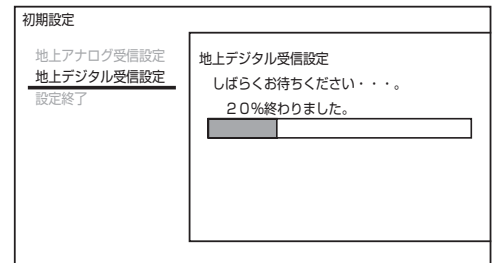 初期設定
地上アナログ受信設定
地上デジタル受信設定
設定終了
地上デジタル受信設定
しばらくお待ちください・・・。
２０%終わりました。